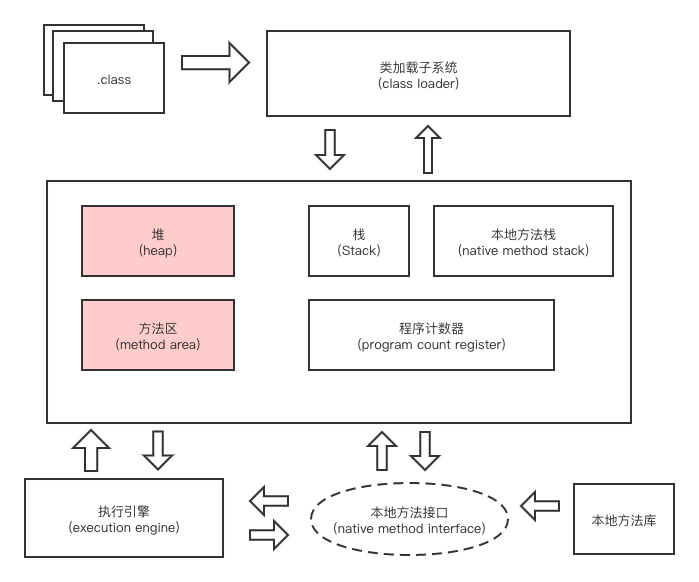 .class
类加载子系统
(class loader)
堆
(heap)
栈
(Stack)
本地方法栈
(native method stack)
方法区
(method area)
程序计数器
(program count register)
执行引擎
(execution engine)
本地方法接口
(native method interface)
本地方法库